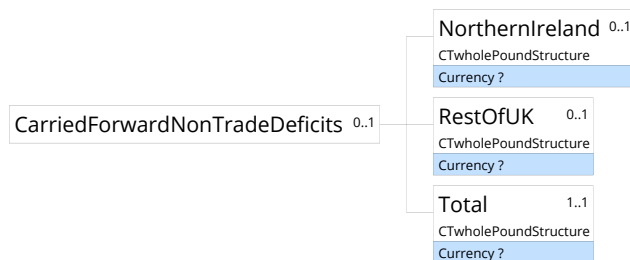 NorthernIreland 0..1
CTwholePoundStructure
Currency ?
CarriedForwardNonTradeDeficits 0..1
RestOfUK 0..1
CTwholePoundStructure
Currency ?
Total 1..1
CTwholePoundStructure
Currency ?